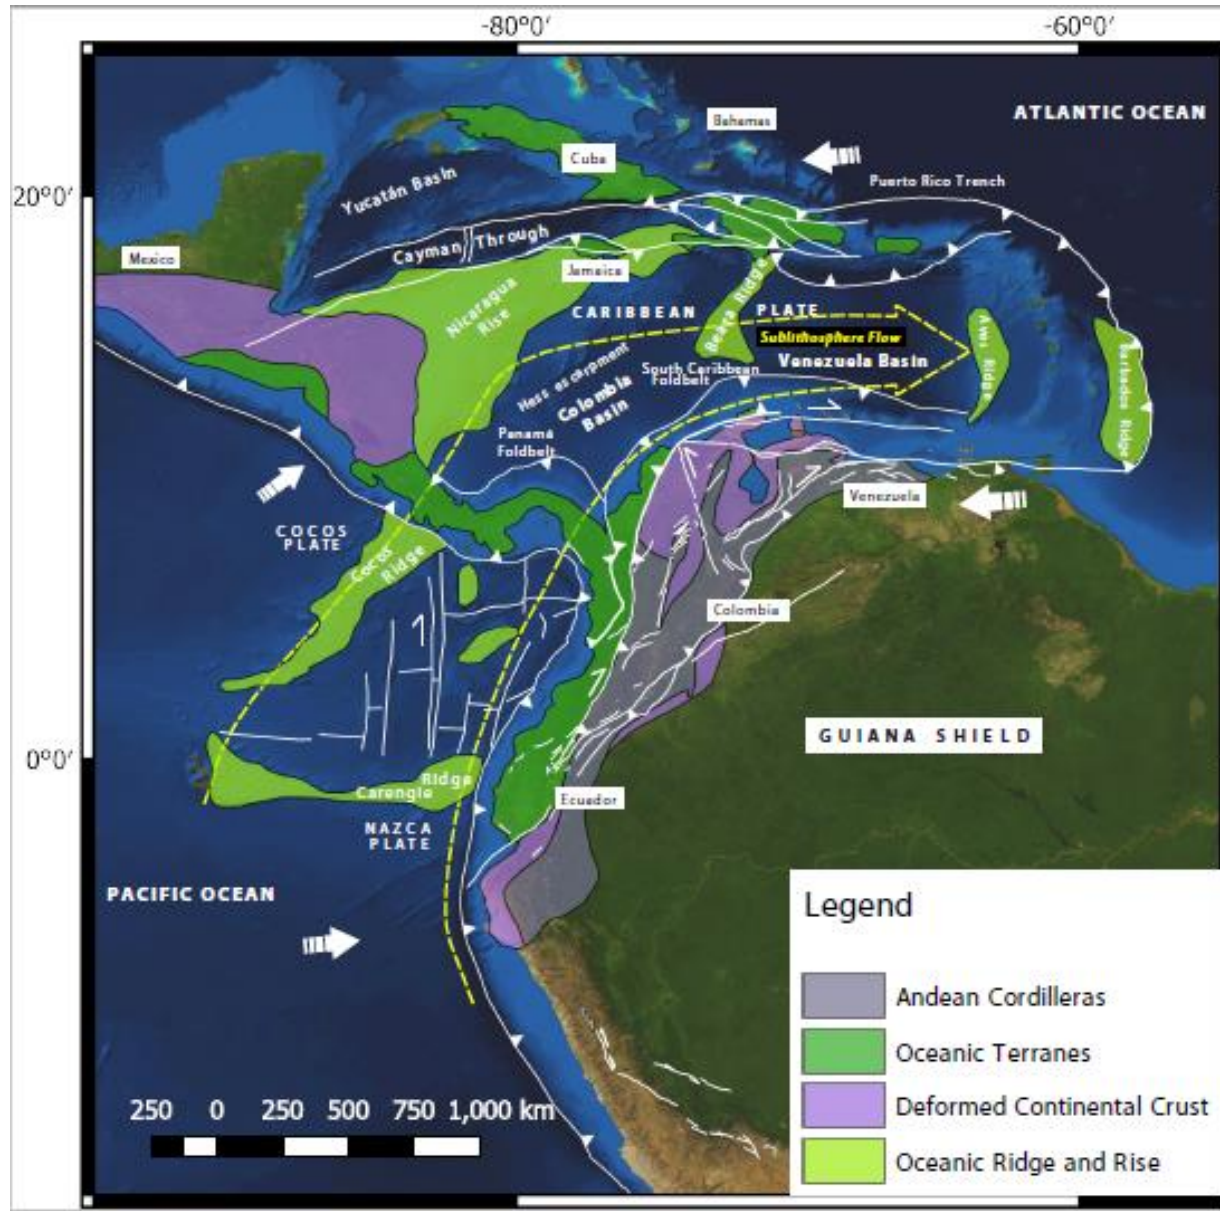 -80°0′
-60°0′
ATLANTIC OCEAN
Bahamas
Cuba
20°0′
Yucatán Basin
Puerto Rico Trench
Cayman Through
Mexico
Jamaica
Nicaragua
Rise
CARIBBEAN PLATE
Beata Ridge
Sublithosphere Flow
Venezuela Basin
Aves Ridge
Barbados Ridge
Hess escarpment
South Caribbean
Foldbelt
Colombia
Basin
Panamá
Foldbelt
Venezuela
COCOS
PLATE
Cocos
Ridge
Colombia
GUIANA SHIELD
0°0′
Ridge
Carengle
Ecuador
NAZCA
PLATE
PACIFIC OCEAN
Legend
Andean Cordilleras
Oceanic Terranes
Deformed Continental Crust
Oceanic Ridge and Rise
250 0 250 500 750 1,000 km